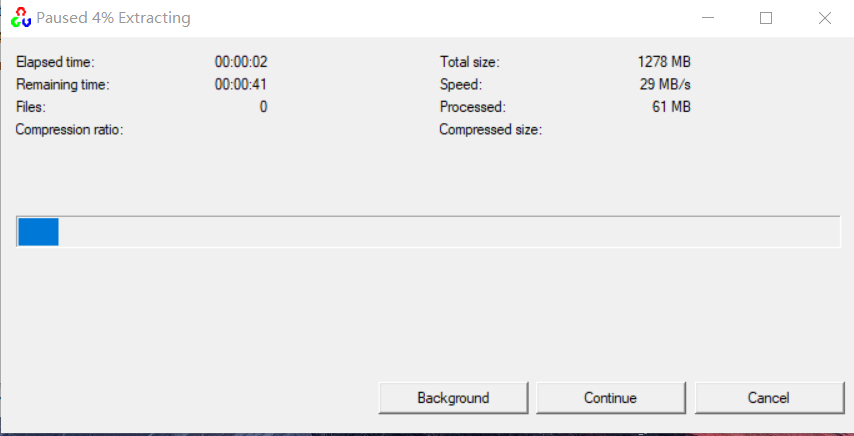 Paused 4% Extracting
Elapsed time: 00:00:02 Total size: 1278 MB
Remaining time: 00:00:41 Speed: 29 MB/s
Files: 0 Processed: 61 MB
Compression ratio: Compressed size:
Background Continue Cancel